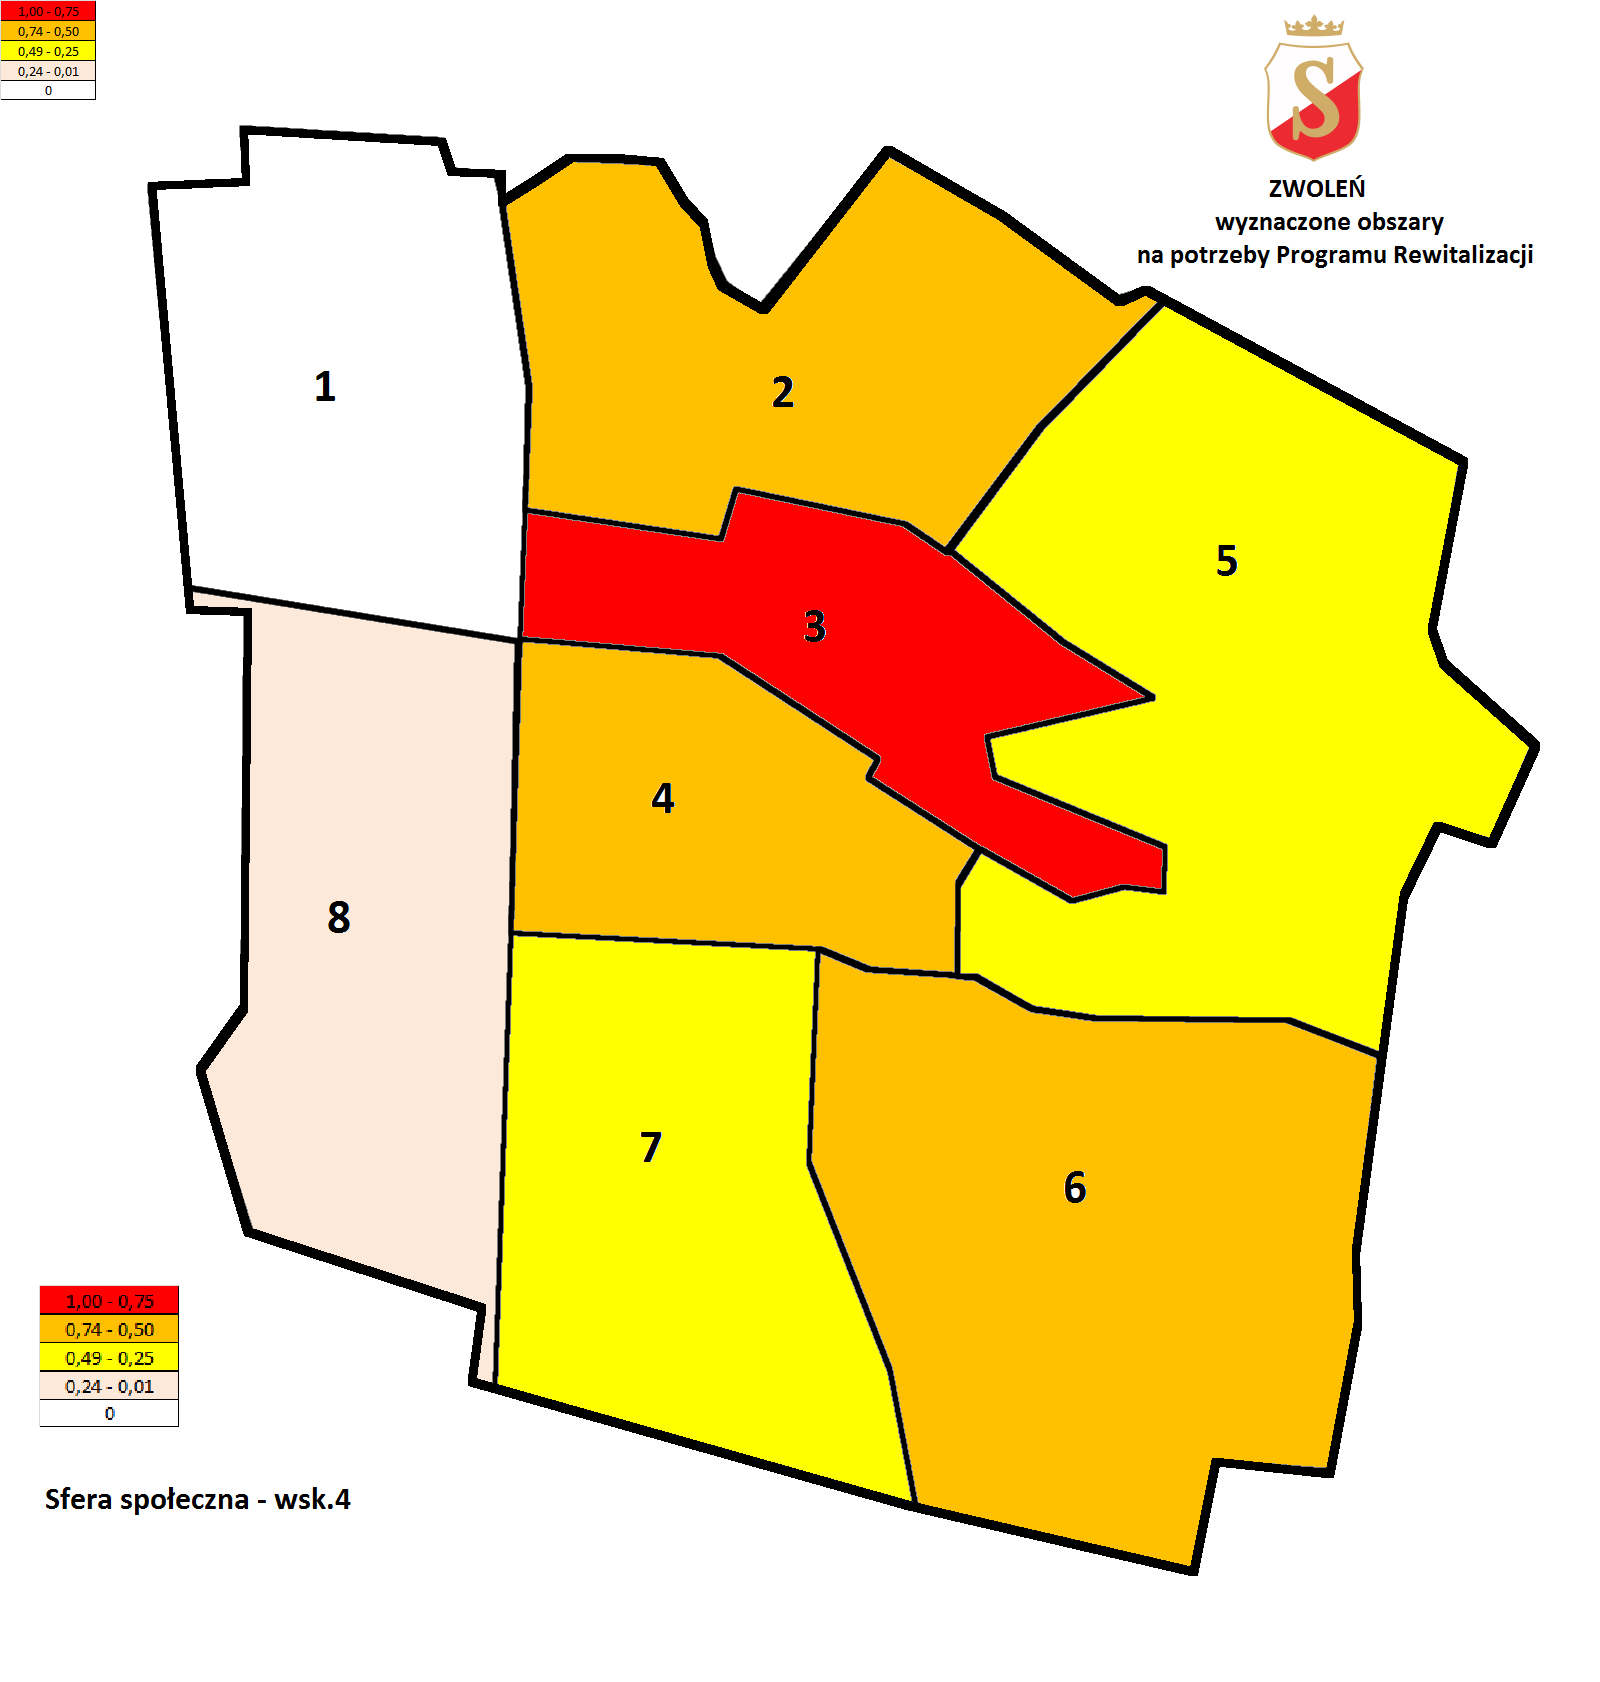 1,00 - 0,75
0,74 - 0,50
0,49 - 0,25
0,24 - 0,01
0
S
ZWOLEŃ
wyznaczone obszary
na potrzeby Programu Rewitalizacji
1
2
5
3
4
8
7
6
1,00 - 0,75
0,74 - 0,50
0,49 - 0,25
0,24 - 0,01
0
Sfera społeczna - wsk.4